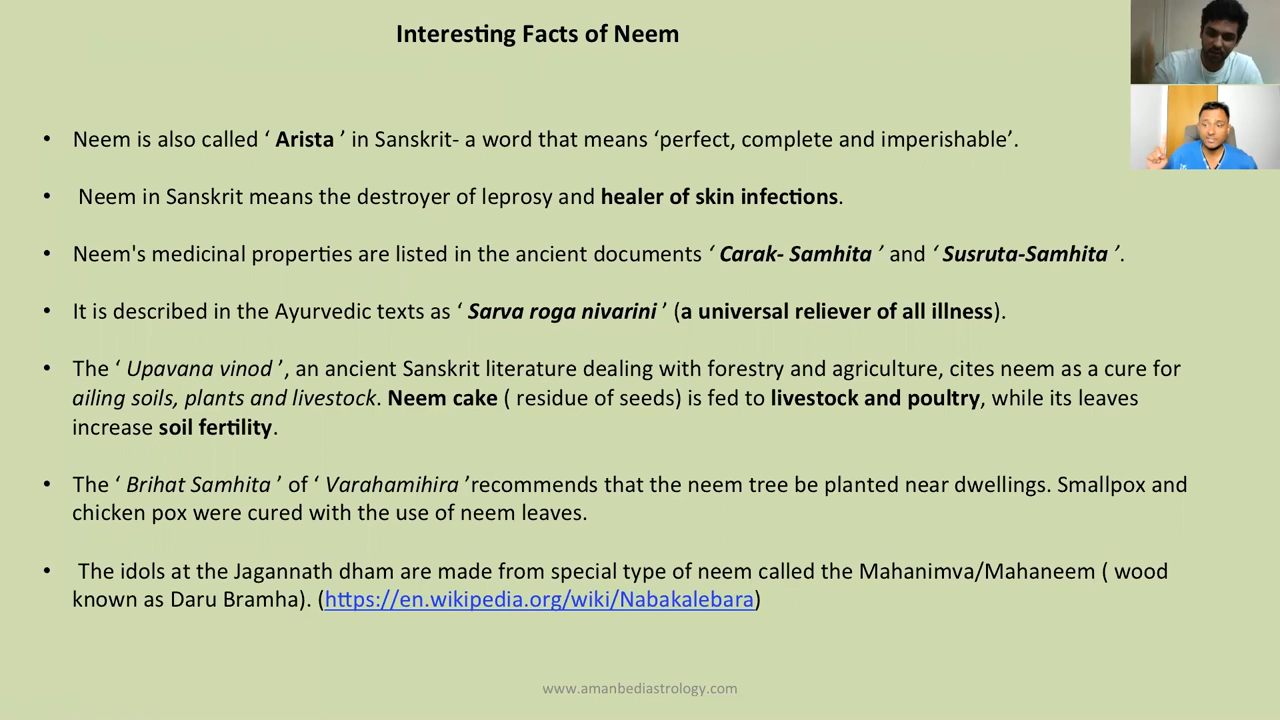 Interesting Facts of Neem
• Neem is also called ‘ Arista ’ in Sanskrit- a word that means ‘perfect, complete and imperishable’.
• Neem in Sanskrit means the destroyer of leprosy and healer of skin infections.
• Neem's medicinal properties are listed in the ancient documents ‘ Carak- Samhita ’ and ‘ Susruta-Samhita ’.
• It is described in the Ayurvedic texts as ‘ Sarva roga nivarini ’ (a universal reliever of all illness).
• The ‘ Upavana vinod ’, an ancient Sanskrit literature dealing with forestry and agriculture, cites neem as a cure for
ailing soils, plants and livestock. Neem cake ( residue of seeds) is fed to livestock and poultry, while its leaves
increase soil fertility.
• The ‘ Brihat Samhita ’ of ‘ Varahamihira ’recommends that the neem tree be planted near dwellings. Smallpox and
chicken pox were cured with the use of neem leaves.
• The idols at the Jagannath dham are made from special type of neem called the Mahanimva/Mahaneem ( wood
known as Daru Bramha). (https://en.wikipedia.org/wiki/Nabakalebara)
www.amanbediastrology.com